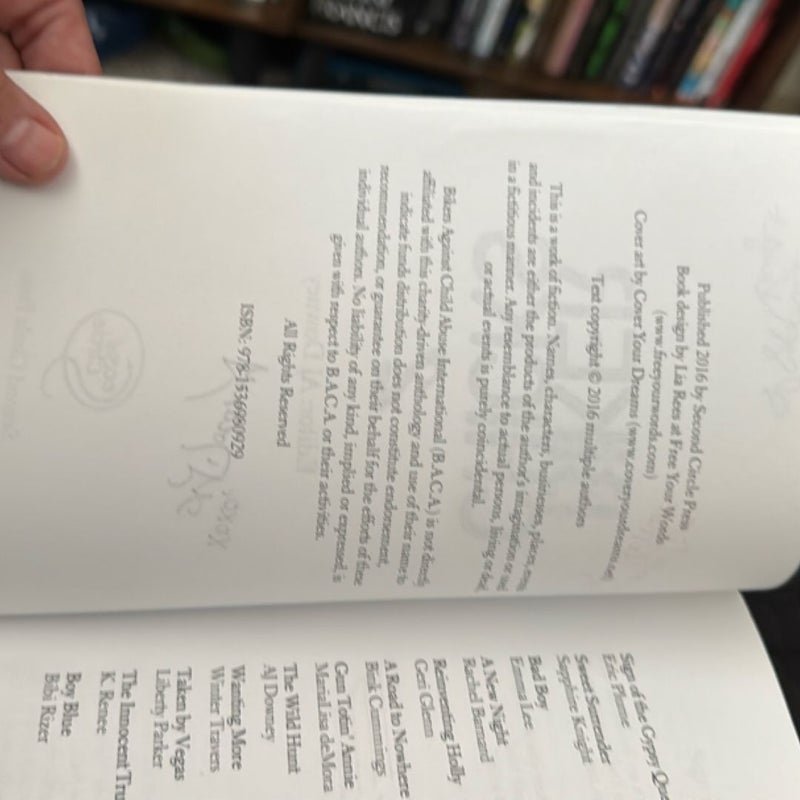 Published 2016 by Second Circle Press
Book design by Lia Rees at Free Your Words
(www.freeyourwords.com)
Cover art by Cover Your Dreams (www.coveryourdreams.net)
Text copyright © 2016 multiple authors
This is a work of fiction. Names, characters, businesses, places,
and incidents are either the products of the author's imagination or
in a fictitious manner. Any resemblance to actual persons, living or
or actual events is purely coincidental.
Bikers Against Child Abuse International (B.A.C.A.) is not directly
affiliated with this charity-driven anthology and use of their name to
indicate funds distribution does not constitute endorsement,
recommendation, or guarantee on their behalf for the efforts of these
individual authors. No liability of any kind, implied or expressed, is
given with respect to B.A.C.A. or their activities.
All Rights Reserved
ISBN: 978-1536980929
Sign of the Gypsy
Eric Plume
Sweet Surrender
Sapphire Knight
Bad Boy
Emma Lee
A New Night
Rachel
Reinventing Holly
Geri Glenn
A Road to Nowhere
Brink Cummings
Gun Totin' Annie
MariaLisa deMora
The Wild Hunt
AJ Downey
Wanting More
Winter Travers
Taken by Vegas
Liberty Parker
The Innocent
K. Renee
Boy Blue
Bibi Rizer